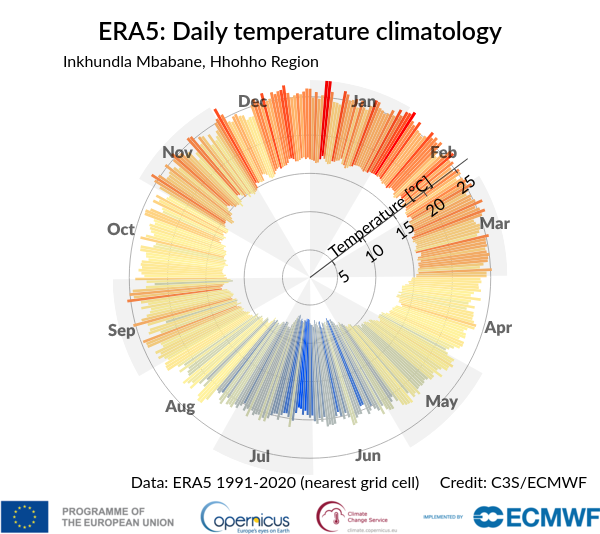 ERA5: Daily temperature climatology
Inkhundla Mbabane, Hhohho Region
Dec
Jan
Nov
Feb
Temperature [°C]
5
10
15
20
25
Oct
Mar
Sep
Apr
Aug
May
Jul
Jun
Data: ERA5 1991-2020 (nearest grid cell) Credit: C3S/ECMWF
PROGRAMME OF
THE EUROPEAN UNION
opernicus
Europe's eyes on Earth
Climate
Change Service
climate.copernicus.eu
IMPLEMENTED BY
ECMWF